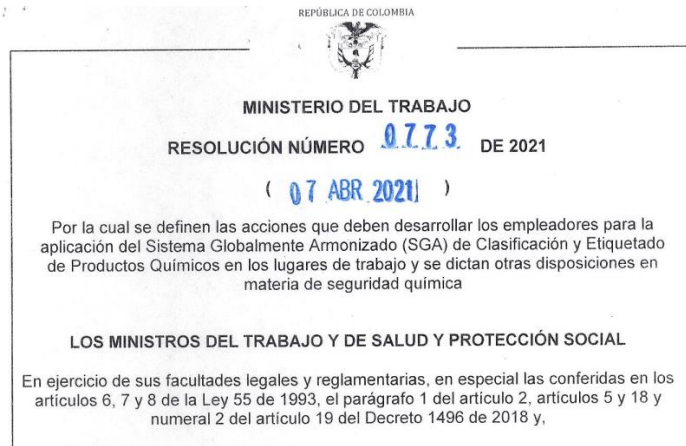 REPÚBLICA DE COLOMBIA
MINISTERIO DEL TRABAJO
RESOLUCIÓN NÚMERO 0773 DE 2021
( 07 ABR 2021 )
Por la cual se definen las acciones que deben desarrollar los empleadores para la
aplicación del Sistema Globalmente Armonizado (SGA) de Clasificación y Etiquetado
de Productos Químicos en los lugares de trabajo y se dictan otras disposiciones en
materia de seguridad química
LOS MINISTROS DEL TRABAJO Y DE SALUD Y PROTECCIÓN SOCIAL
En ejercicio de sus facultades legales y reglamentarias, en especial las conferidas en los
artículos 6, 7 y 8 de la Ley 55 de 1993, el parágrafo 1 del artículo 2, artículos 5 y 18 y
numeral 2 del artículo 19 del Decreto 1496 de 2018 y,